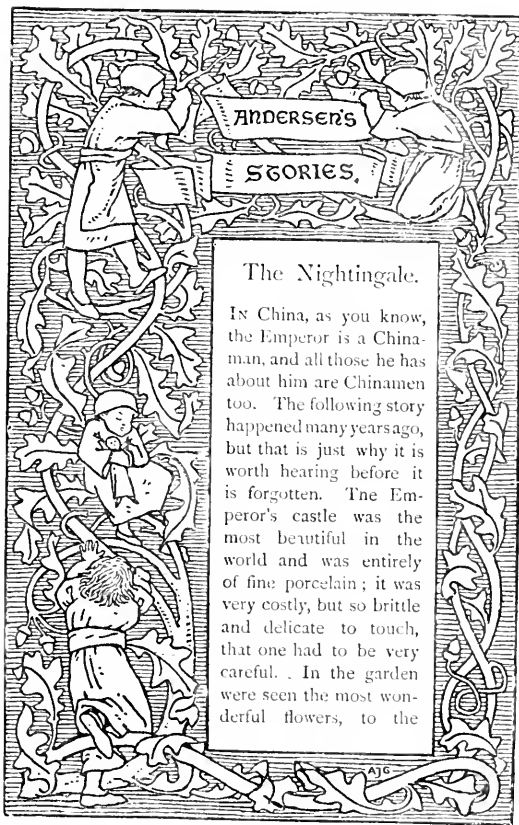 ANDERSEN'S
STORIES.
The Nightingale.
IN China, as you know,
the Emperor is a China-
man, and all those he has
about him are Chinamen
too. The following story
happened many years ago,
but that is just why it is
worth hearing before it
is forgotten. Tne Em-
peror's castle was the
most beautiful in the
world and was entirely
of fine porcelain ; it was
very costly, but so brittle
and delicate to touch,
that one had to be very
careful. . In the garden
were seen the most won-
derful flowers, to the
AJG